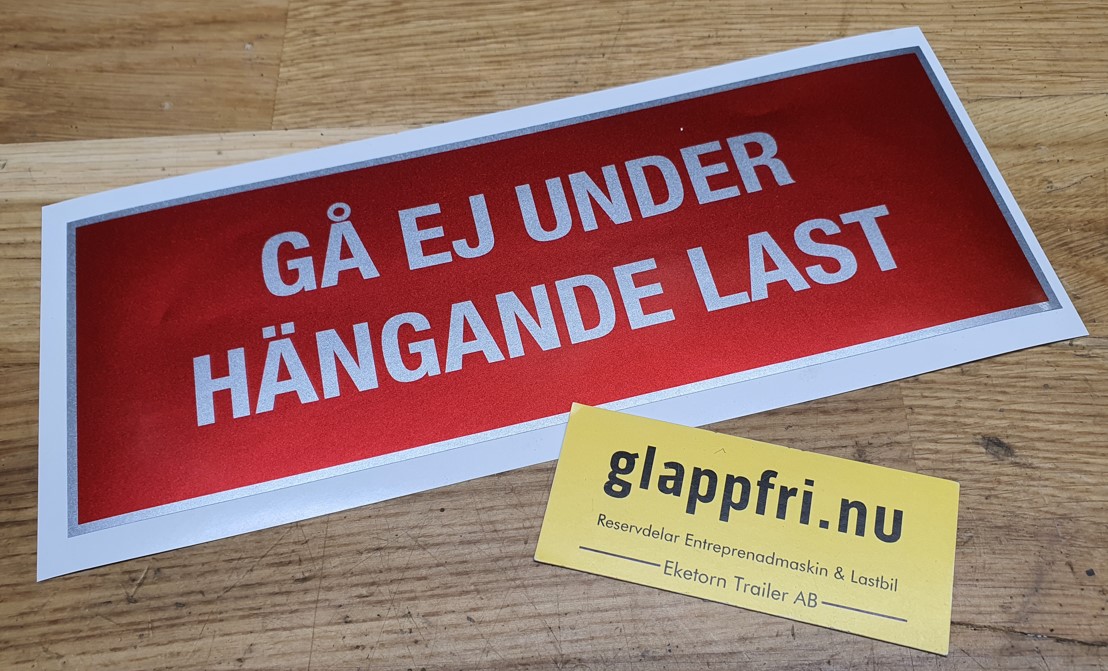 GÅ EJ UNDER
HÄNGANDE LAST
glappfri.nu
Reservdelar Entreprenadmaskin & Lastbil
Eketorn Trailer AB